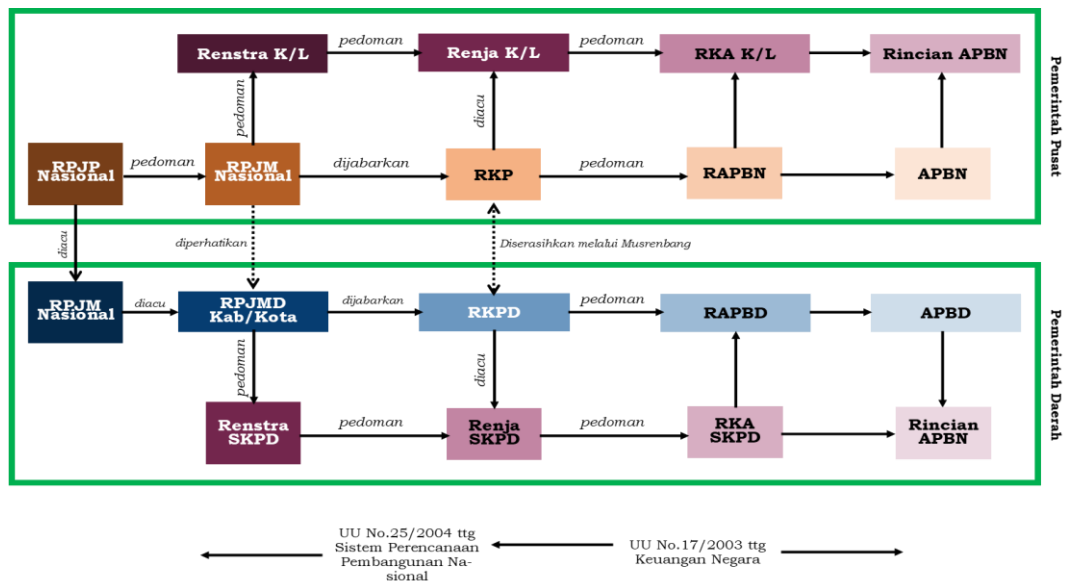 Renstra K/L
pedoman
Renja K/L
pedoman
RKA K/L
Rincian APBN
pedoman
diacu
RPJP
Nasional
pedoman
RPJM
Nasional
dijabarkan
RKP
pedoman
RAPBN
APBN
Pemerintah Pusat
diacu
diperhatikan
Diserasihkan melalui Musrenbang
RPJM
Nasional
diacu
RPJMD
Kab/Kota
dijabarkan
RKPD
pedoman
RAPBD
APBD
pedoman
diacu
Renstra
SKPD
pedoman
Renja
SKPD
pedoman
RKA
SKPD
Rincian
APBN
Pemerintah Daerah
UU No.25/2004 ttg
Sistem Perencanaan
Pembangunan Na-
sional
UU No.17/2003 ttg
Keuangan Negara